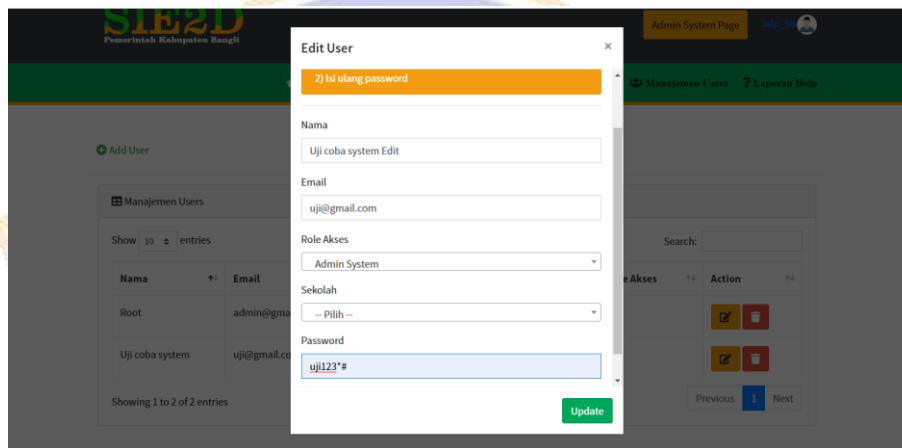 SIE2D
Pemerintah Kabupaten Bangli
Admin System Page
Edit User ×
2) Isi ulang password
Manajemen Users ? Laporan Help
Nama
Uji coba system Edit
Add User
Email
uji@gmail.com
Manajemen Users
Role Akses
Admin System
Show 10 entries
Search:
Sekolah
-- Pilih --
Nama Email e Akses Action
Root admin@gma
Password
uji123*#
Uji coba system uji@gmail.co
Update
Showing 1 to 2 of 2 entries
Previous 1 Next